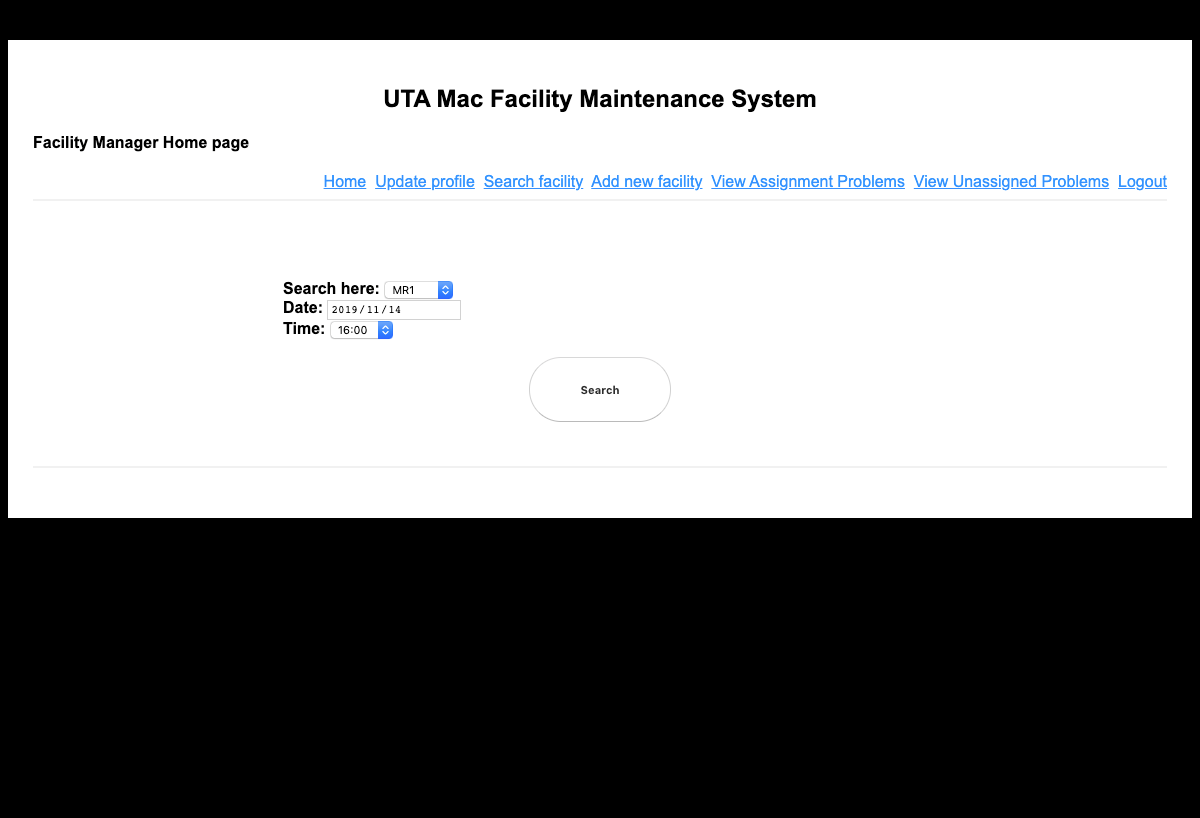 UTA Mac Facility Maintenance System
Facility Manager Home page
Home Update profile Search facility Add new facility View Assignment Problems View Unassigned Problems Logout
Search here: MR1
Date: 2019/11/14
Time: 16:00
Search